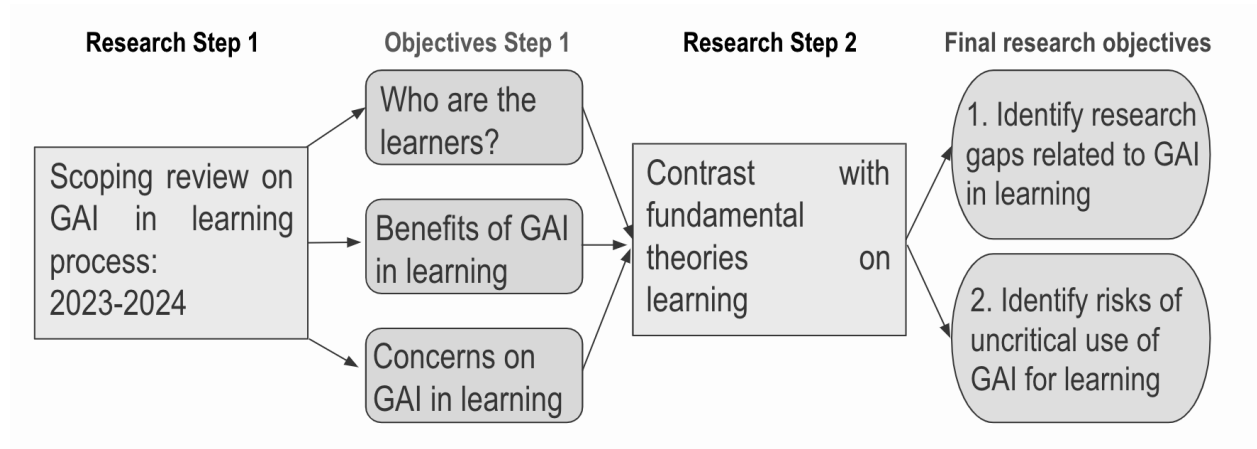 Research Step 1
Objectives Step 1
Research Step 2
Final research objectives
Scoping review on
GAI in learning
process:
2023-2024
Who are the
learners?
Benefits of GAI
in learning
Concerns on
GAI in learning
Contrast with
fundamental
theories on
learning
1. Identify research
gaps related to GAI
in learning
2. Identify risks of
uncritical use of
GAI for learning